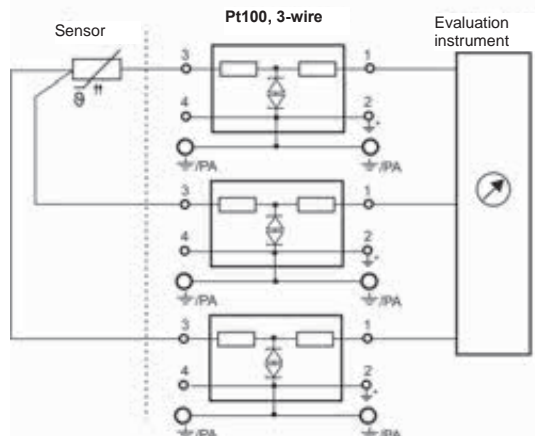 Pt100, 3-wire
Sensor
Evaluation
instrument
3
1
ϑ
4
2
/PA
/PA
3
1
4
2
/PA
/PA
3
1
4
2
/PA
/PA